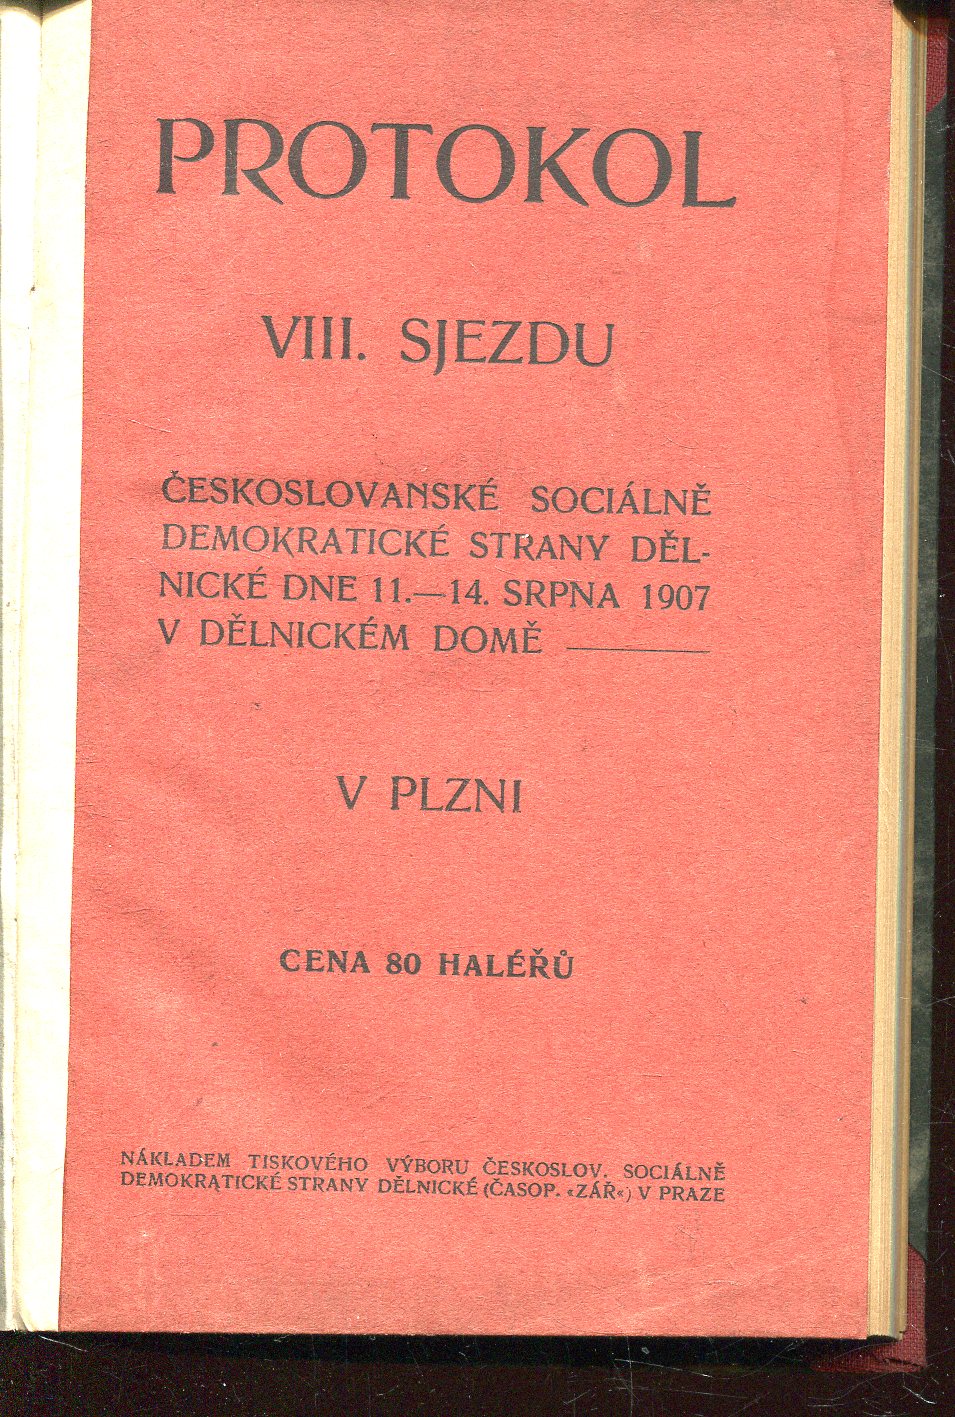 PROTOKOL
VIII. SJEZDU
ČESKOSLOVANSKÉ SOCIÁLNĚ
DEMOKRATICKÉ STRANY DĚL-
NICKÉ DNE 11.—14. SRPNA 1907
V DĚLNICKÉM DOMĚ
V PLZNI
CENA 80 HALÉŘŮ
NÁKLADEM TISKOVÉHO VÝBORU ČESKOSLOV. SOCIÁLNĚ
DEMOKRATICKÉ STRANY DĚLNICKÉ (ČASOP. «ZÁŘ») V PRAZE